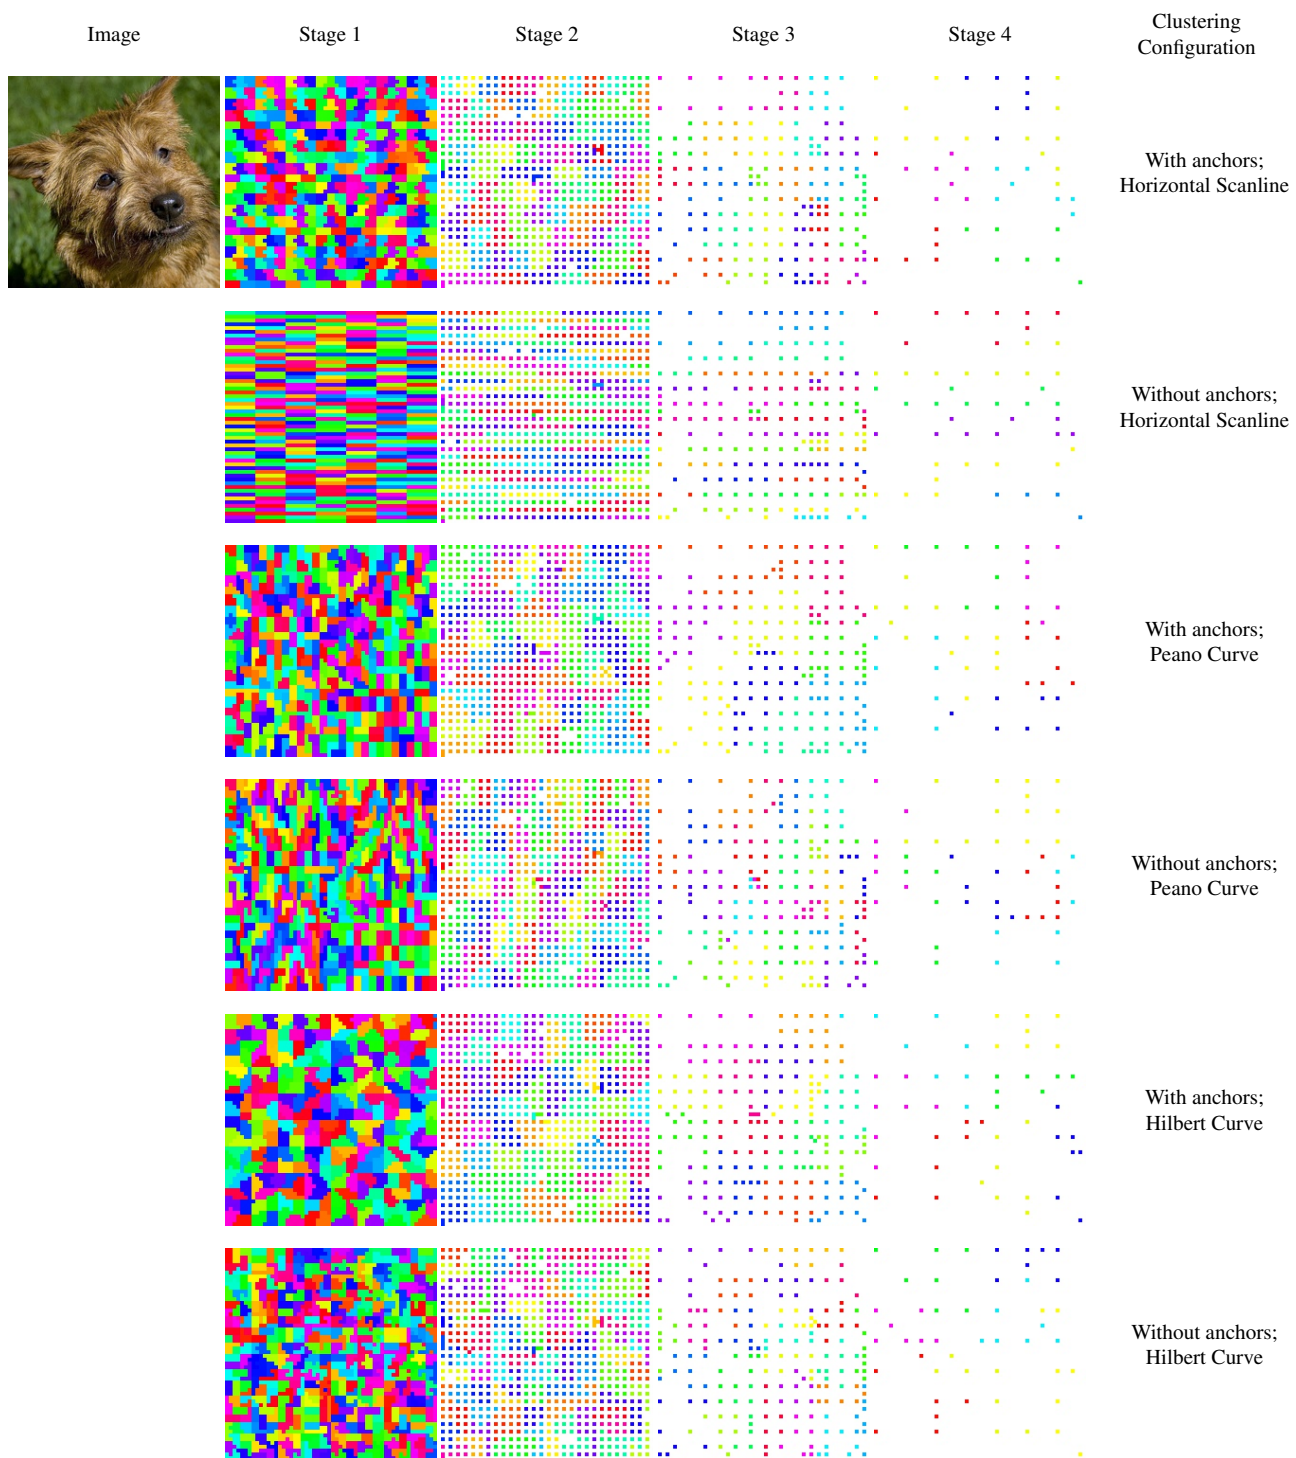 Image
Stage 1
Stage 2
Stage 3
Stage 4
Clustering
Configuration
With anchors;
Horizontal Scanline
Without anchors;
Horizontal Scanline
With anchors;
Peano Curve
Without anchors;
Peano Curve
With anchors;
Hilbert Curve
Without anchors;
Hilbert Curve